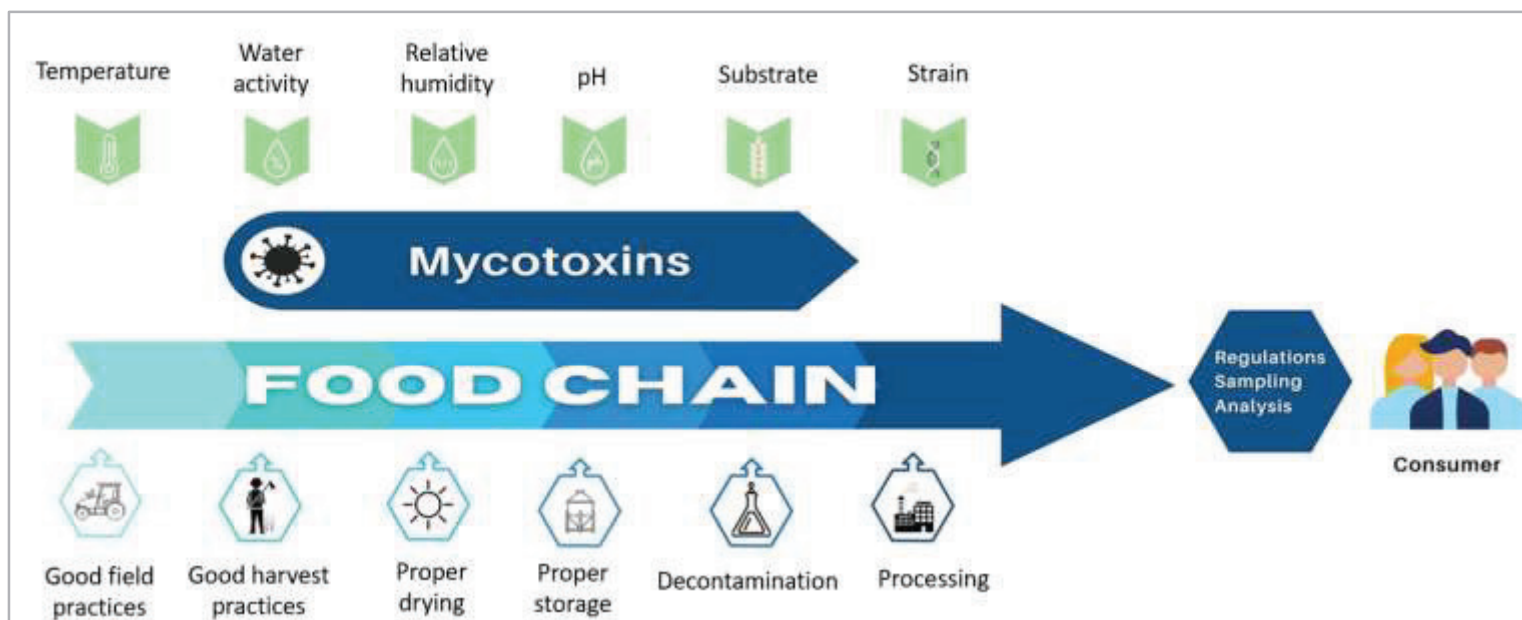 Temperature
Water
activity
Relative
humidity
pH
Substrate
Strain
pH
Mycotoxins
FOOD CHAIN
Regulations
Sampling
Analysis
Consumer
Good field
practices
Good harvest
practices
Proper
drying
Proper
storage
Decontamination
Processing